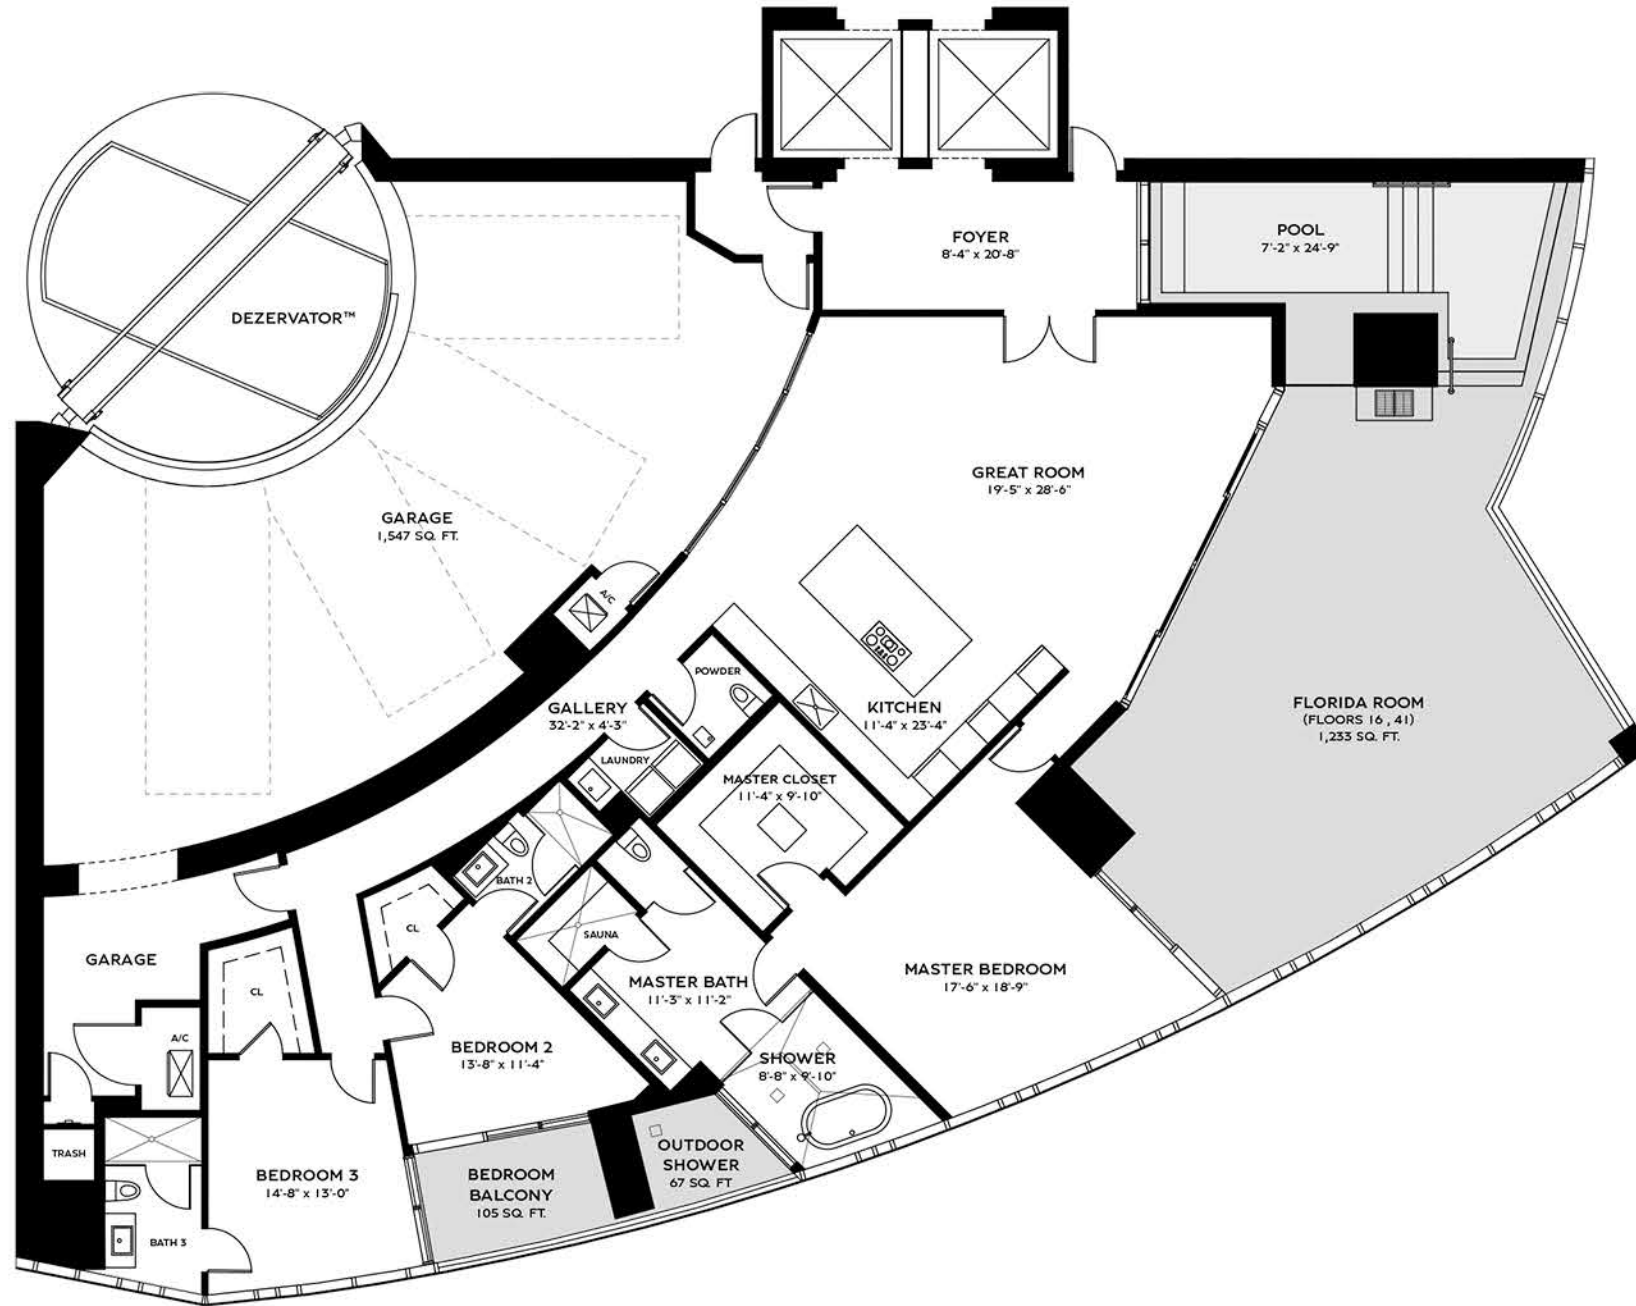 FOYER
8'-4" x 20'-8"
POOL
7'-2" x 24'-9"
DEZERVATOR™
GREAT ROOM
19'-5" x 28'-6"
GARAGE
1,547 SQ. FT.
A/C
POWDER
GALLERY
32'-2" x 4'-3"
KITCHEN
11'-4" x 23'-4"
FLORIDA ROOM
(FLOORS 16 , 41)
1,233 SQ. FT.
LAUNDRY
MASTER CLOSET
11'-4" x 9'-10"
BATH 2
CL
SAUNA
GARAGE
MASTER BATH
11'-3" x 11'-2"
MASTER BEDROOM
17'-6" x 18'-9"
CL
A/C
BEDROOM 2
13'-8" x 11'-4"
SHOWER
8'-8" x 9'-10"
TRASH
BEDROOM 3
14'-8" x 13'-0"
BEDROOM
BALCONY
105 SQ. FT.
OUTDOOR
SHOWER
67 SQ. FT
BATH 3